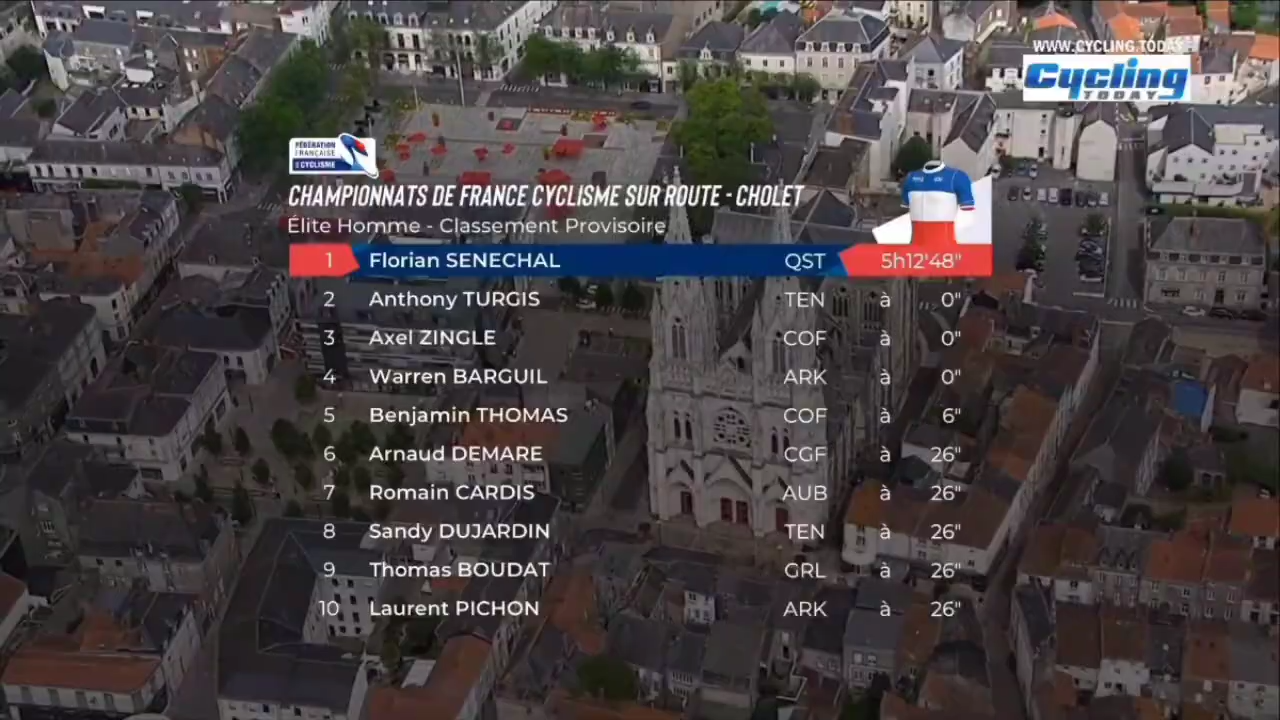 WWW.CYCLING.TODAY
Cycling
TODAY
FÉDÉRATION
FRANÇAISE
DE CYCLISME
CHAMPIONNATS DE FRANCE CYCLISME SUR ROUTE - CHOLET
Élite Homme - Classement Provisoire
1 Florian SENECHAL QST 5h12'48"
2 Anthony TURGIS TEN à 0"
3 Axel ZINGLE COF à 0"
4 Warren BARGUIL ARK à 0"
5 Benjamin THOMAS COF à 6"
6 Arnaud DEMARE CGF à 26"
7 Romain CARDIS AUB à 26"
8 Sandy DUJARDIN TEN à 26"
9 Thomas BOUDAT GRL à 26"
10 Laurent PICHON ARK à 26"